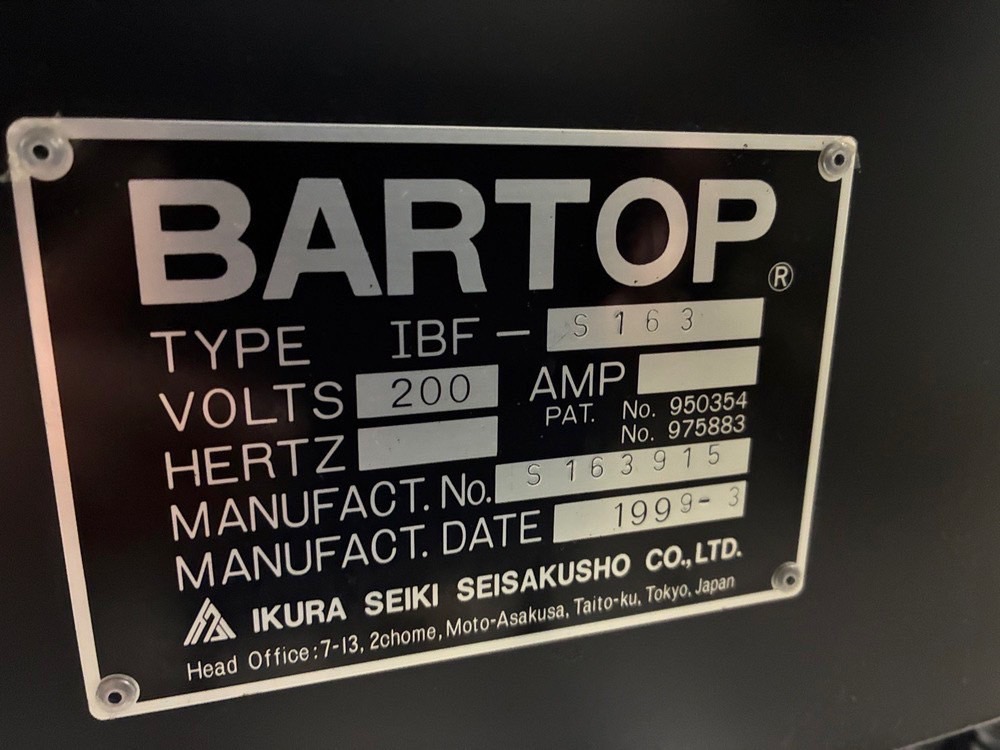 BARTOP®
TYPE IBF - S 163
VOLTS 200 AMP
PAT. No. 950354
No. 975883
HERTZ
MANUFACT. No. S 163915
MANUFACT. DATE 1999-3
IKURA SEIKI SEISAKUSHO CO., LTD.
Head Office: 7-13, 2chome, Moto-Asakusa, Taito-ku, Tokyo, Japan